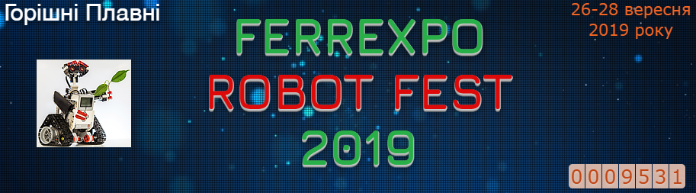 Горішні Плавні
26-28 вересня
2019 року
FERREXPO
ROBOT FEST
2019
0009531